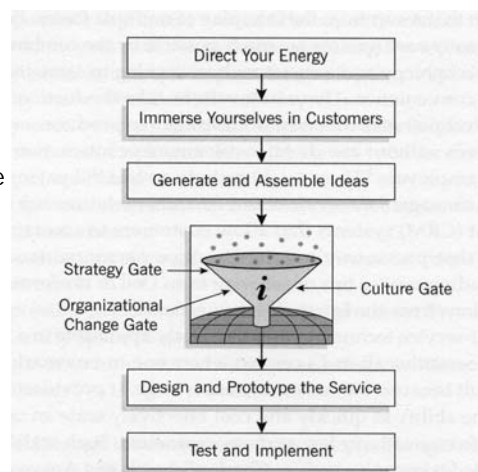 Direct Your Energy
Immerse Yourselves in Customers
e
Generate and Assemble Ideas
Strategy Gate
Culture Gate
Organizational
Change Gate
i
Design and Prototype the Service
Test and Implement